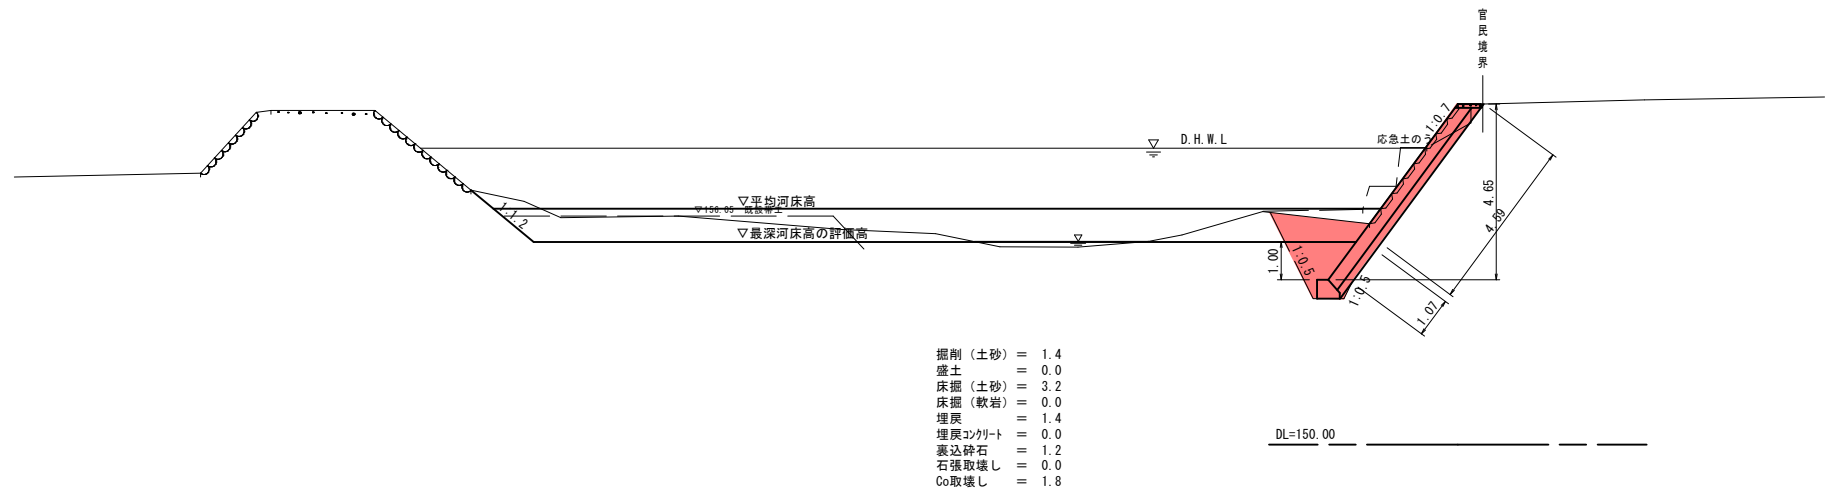 官民境界
1:0.7
D.H.W.L
応急土のう
4.65
4.59
▽平均河床高
▽156.65 既設帯工
1:1.2
▽最深河床高の評価高
1.00
1:0.5
1:0.5
1.07
掘削（土砂）＝ 1.4
盛土 ＝ 0.0
床掘（土砂）＝ 3.2
床掘（軟岩）＝ 0.0
埋戻 ＝ 1.4
埋戻ｺﾝｸﾘｰﾄ ＝ 0.0
裏込砕石 ＝ 1.2
石張取壊し ＝ 0.0
Co取壊し ＝ 1.8
DL=150.00